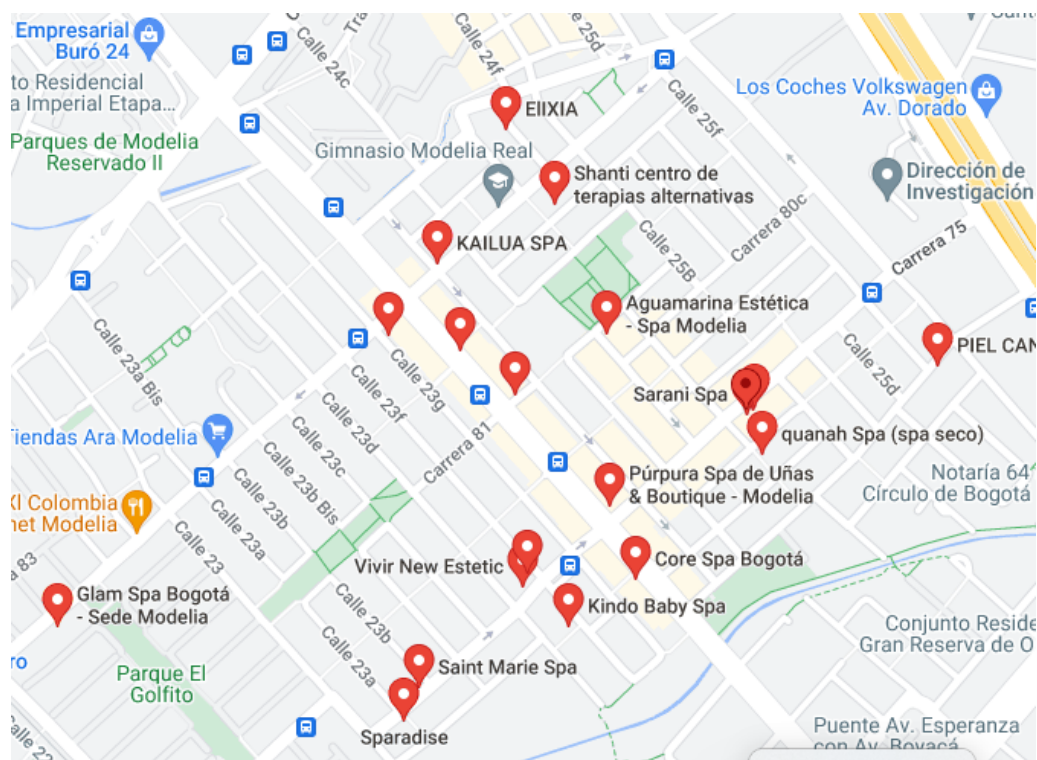 Empresarial
Buró 24
to Residencial
a Imperial Etapa...
Parques de Modelia
Reservado II
Calle 24c
Calle 24f
25d
Calle 25f
EIIXIA
Gimnasio Modelia Real
Shanti centro de
terapias alternativas
Los Coches Volkswagen
Av. Dorado
Dirección de
Investigación
KAILUA SPA
Calle 25B
Carrera 80c
Carrera 75
Aguamarina Estética
- Spa Modelia
PIEL CAN
Calle 25d
Calle 23a Bis
Calle 23g
Calle 23f
Calle 23d
Calle 23c
Calle 23b Bis
Calle 23b
Calle 23a
Calle 23
Carrera 81
Sarani Spa
quanah Spa (spa seco)
Tiendas Ara Modelia
Púrpura Spa de Uñas
& Boutique - Modelia
Notaría 64
Círculo de Bogotá
XI Colombia
net Modelia
a 83
Vivir New Estetic
Core Spa Bogotá
Kindo Baby Spa
Glam Spa Bogotá
- Sede Modelia
Calle 23b
Calle 23a
Conjunto Reside
Gran Reserva de O
ro
Parque El
Golfito
Saint Marie Spa
Sparadise
Calle 22
Puente Av. Esperanza
con Av. Boyacá